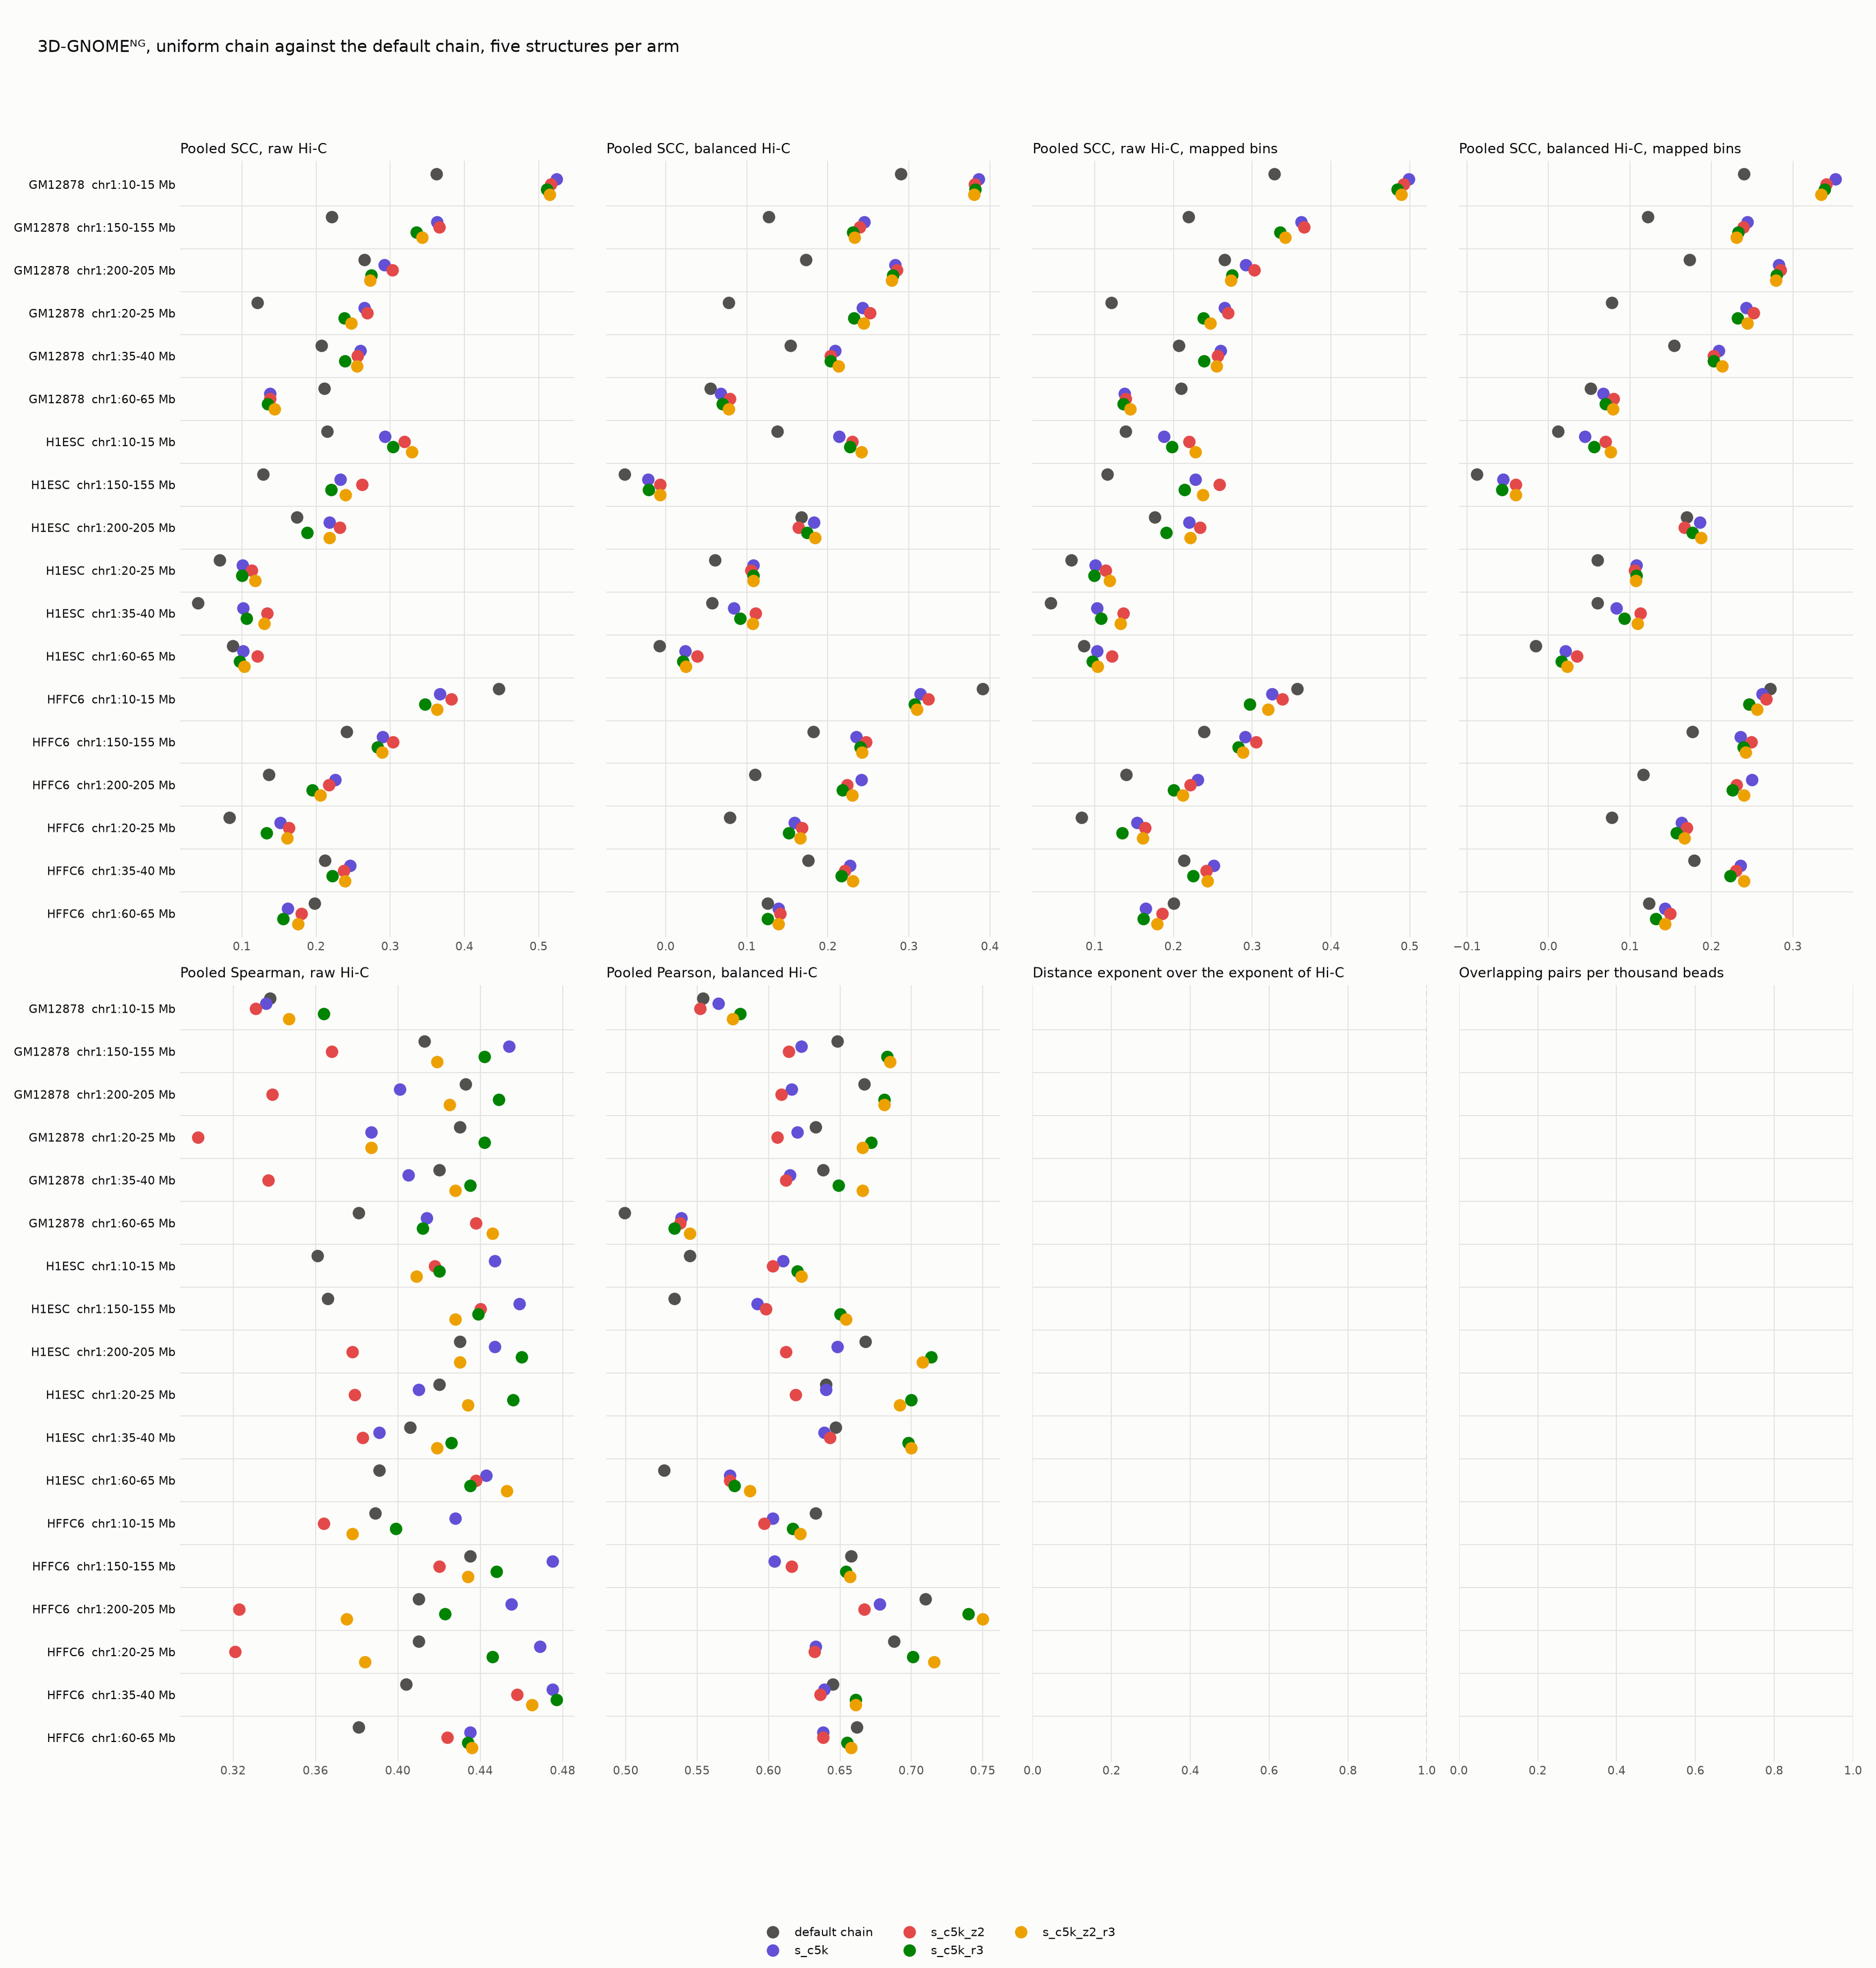 3D-GNOMEᴺᴳ, uniform chain against the default chain, five structures per arm
Pooled SCC, raw Hi-C
Pooled SCC, balanced Hi-C
Pooled SCC, raw Hi-C, mapped bins
Pooled SCC, balanced Hi-C, mapped bins
GM12878 chr1:10-15 Mb
GM12878 chr1:150-155 Mb
GM12878 chr1:200-205 Mb
GM12878 chr1:20-25 Mb
GM12878 chr1:35-40 Mb
GM12878 chr1:60-65 Mb
H1ESC chr1:10-15 Mb
H1ESC chr1:150-155 Mb
H1ESC chr1:200-205 Mb
H1ESC chr1:20-25 Mb
H1ESC chr1:35-40 Mb
H1ESC chr1:60-65 Mb
HFFC6 chr1:10-15 Mb
HFFC6 chr1:150-155 Mb
HFFC6 chr1:200-205 Mb
HFFC6 chr1:20-25 Mb
HFFC6 chr1:35-40 Mb
HFFC6 chr1:60-65 Mb
0.1 0.2 0.3 0.4 0.5
0.0 0.1 0.2 0.3 0.4
0.1 0.2 0.3 0.4 0.5
−0.1 0.0 0.1 0.2 0.3
Pooled Spearman, raw Hi-C
Pooled Pearson, balanced Hi-C
Distance exponent over the exponent of Hi-C
Overlapping pairs per thousand beads
GM12878 chr1:10-15 Mb
GM12878 chr1:150-155 Mb
GM12878 chr1:200-205 Mb
GM12878 chr1:20-25 Mb
GM12878 chr1:35-40 Mb
GM12878 chr1:60-65 Mb
H1ESC chr1:10-15 Mb
H1ESC chr1:150-155 Mb
H1ESC chr1:200-205 Mb
H1ESC chr1:20-25 Mb
H1ESC chr1:35-40 Mb
H1ESC chr1:60-65 Mb
HFFC6 chr1:10-15 Mb
HFFC6 chr1:150-155 Mb
HFFC6 chr1:200-205 Mb
HFFC6 chr1:20-25 Mb
HFFC6 chr1:35-40 Mb
HFFC6 chr1:60-65 Mb
0.32 0.36 0.40 0.44 0.48
0.50 0.55 0.60 0.65 0.70 0.75
0.0 0.2 0.4 0.6 0.8 1.0
0.0 0.2 0.4 0.6 0.8 1.0
default chain
s_c5k
s_c5k_z2
s_c5k_r3
s_c5k_z2_r3